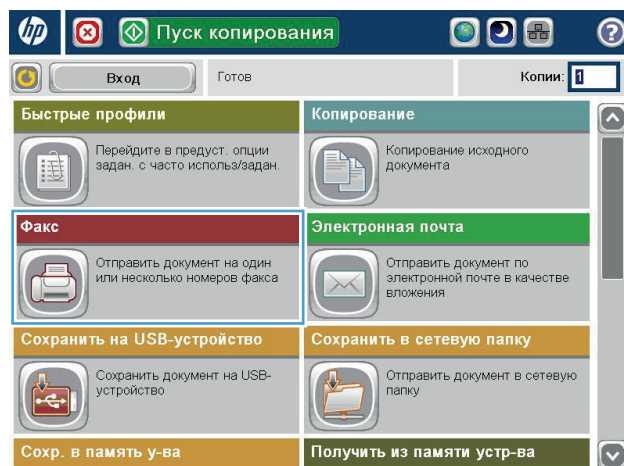 hp
Пуск копирования
?
Вход
Готов
Копии: 1
Быстрые профили
Копирование
Перейдите в предуст. опции
задан. с часто использ/задан.
Копирование исходного
документа
Факс
Электронная почта
Отправить документ на один
или несколько номеров факса
Отправить документ по
электронной почте в качестве
вложения
Сохранить на USB-устройство
Сохранить в сетевую папку
Сохранить документ на USB-
устройство
Отправить документ в сетевую
папку
Сохр. в память у-ва
Получить из памяти устр-ва